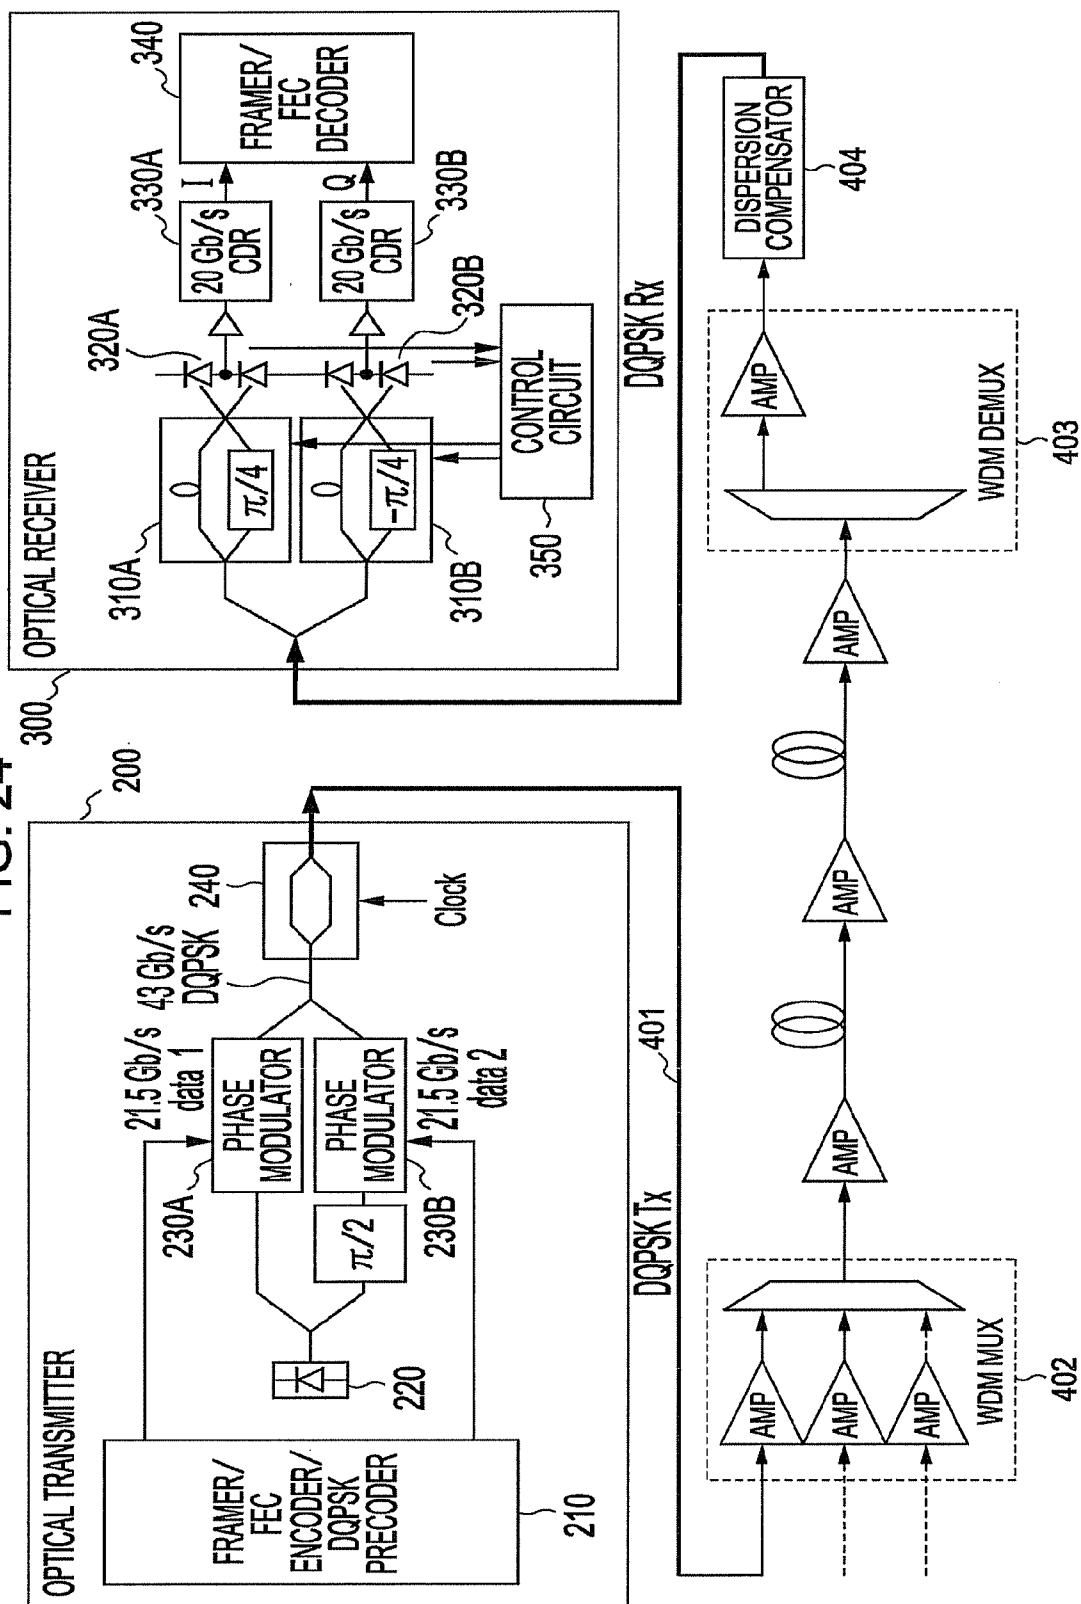 FIG. 24
OPTICAL TRANSMITTER
200
FRAMER/
FEC
ENCODER/
DQPSK
PRECODER
210
220
230A
21.5 Gb/s
data 1
PHASE
MODULATOR
π/2
PHASE
MODULATOR
230B
21.5 Gb/s
data 2
43 Gb/s
DQPSK
240
Clock
300
OPTICAL RECEIVER
310A
π/4
310B
-π/4
320A
320B
330A
20 Gb/s
CDR
I
20 Gb/s
CDR
Q
330B
340
FRAMER/
FEC
DECODER
350
CONTROL
CIRCUIT
DQPSK Tx
401
DQPSK Rx
AMP
AMP
AMP
WDM MUX
402
AMP
AMP
AMP
AMP
WDM DEMUX
403
DISPERSION
COMPENSATOR
404